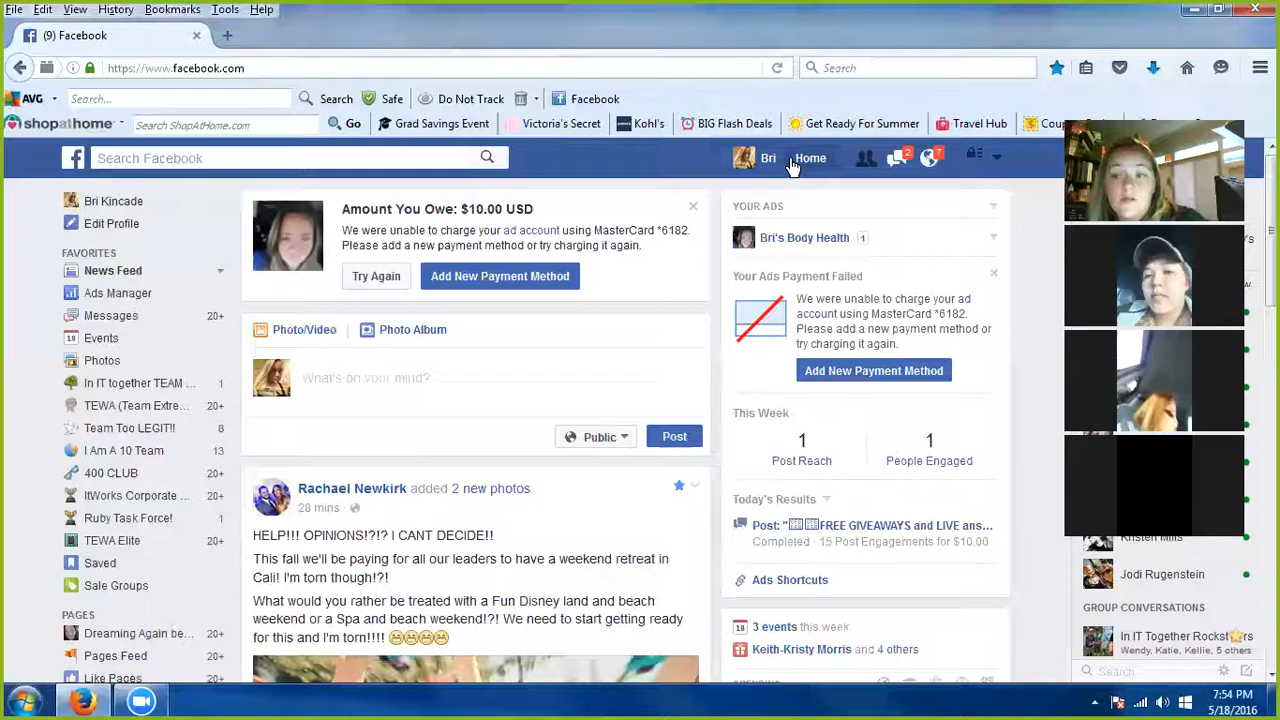 File Edit View History Bookmarks Tools Help
(9) Facebook
https://www.facebook.com
Search
AVG Search... Search Safe Do Not Track Facebook
shopathome Search ShopAtHome.com Go Grad Savings Event Victoria's Secret Kohl's BIG Flash Deals Get Ready For Summer Travel Hub
Search Facebook Bri Home 2 7
Bri Kincade
Edit Profile
FAVORITES
News Feed
Ads Manager
Messages
Events
Photos
In IT together TEAM ... 1
TEWA (Team Extre... 20+
Team Too LEGIT!! 8
I Am A 10 Team 13
400 CLUB 20+
ItWorks Corporate ... 20+
Ruby Task Force! 1
TEWA Elite 20+
Saved
Sale Groups
PAGES
Dreaming Again be...
Pages Feed 20+
Like Pages
Amount You Owe: $10.00 USD
We were unable to charge your ad account using MasterCard *6182.
Please add a new payment method or try charging it again.
Try Again Add New Payment Method
Photo/Video Photo Album
What's on your mind?
Public Post
Rachael Newkirk added 2 new photos
28 mins
HELP!!! OPINIONS!?!? I CANT DECIDE!!
This fall we'll be paying for all our leaders to have a weekend retreat in
Cali! I'm torn though!?!
What would you rather be treated with a Fun Disney land and beach
weekend or a Spa and beach weekend!?! We need to start getting ready
for this and I'm torn!!!!
YOUR ADS
Bri's Body Health 1
Your Ads Payment Failed
We were unable to charge your ad
account using MasterCard *6182.
Please add a new payment method or
try charging it again.
Add New Payment Method
This Week
1 1
Post Reach People Engaged
Today's Results
Post: "FREE GIVEAWAYS and LIVE ans...
Completed · 15 Post Engagements for $10.00
Ads Shortcuts
18 3 events this week
Keith-Kristy Morris and 4 others
Kristen Mills
Jodi Rugenstein
GROUP CONVERSATIONS
In IT Together Rockst rs
Wendy, Katie, Kellie, 5 others
Search
7:54 PM
5/18/2016